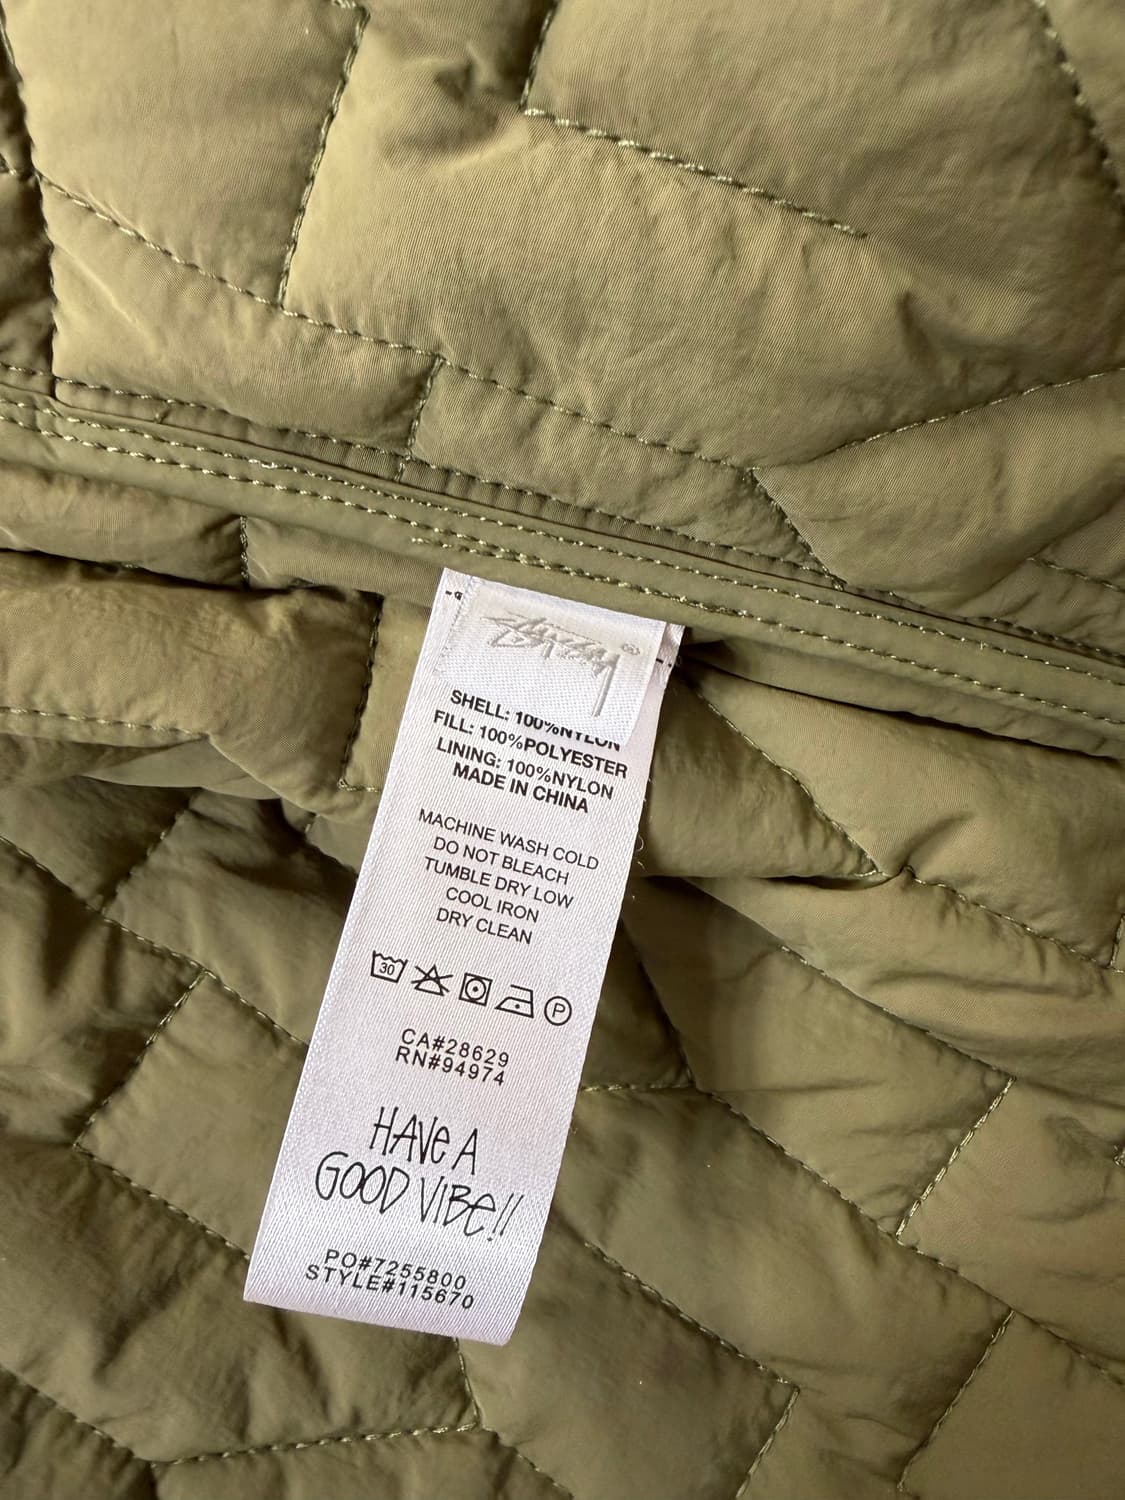 Stüssy ®
SHELL: 100%NYLON
FILL: 100%POLYESTER
LINING: 100%NYLON
MADE IN CHINA
MACHINE WASH COLD
DO NOT BLEACH
TUMBLE DRY LOW
COOL IRON
DRY CLEAN
30 P
CA#28629
RN#94974
HAVE A
GOOD VIBE!!
PO#7255800
STYLE#115670